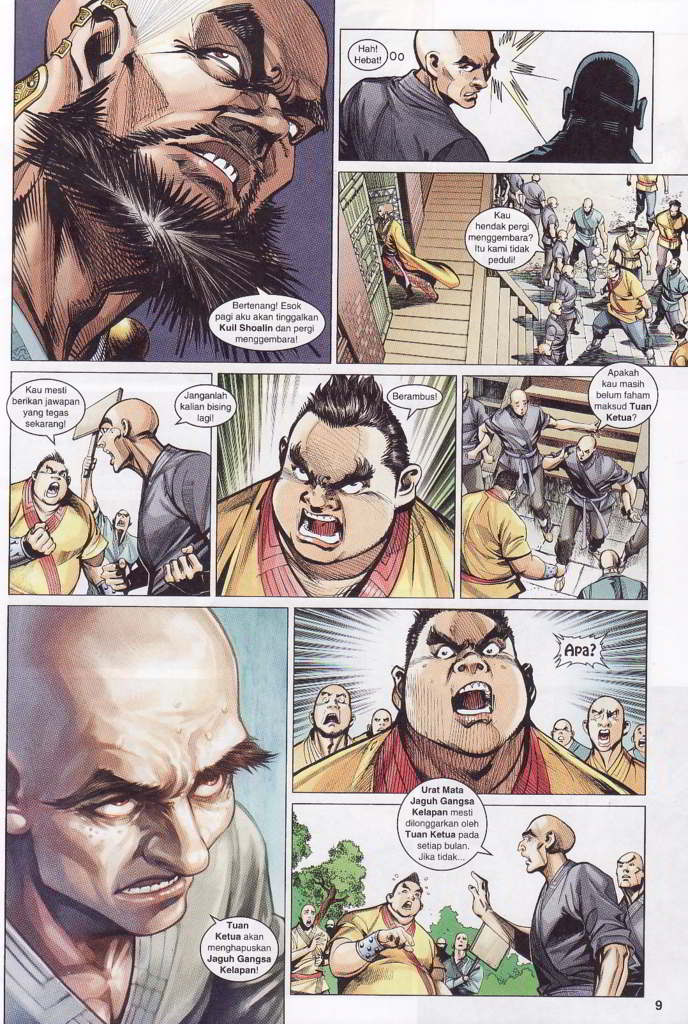 Bertenang! Esok
pagi aku akan tinggalkan
Kuil Shoalin dan pergi
menggembara!
Hah!
Hebat!
Oo
Kau
hendak pergi
menggembara?
Itu kami tidak
peduli!
Kau mesti
berikan jawapan
yang tegas
sekarang!
Janganlah
kalian bising
lagi!
Berambus!
Apakah
kau masih
belum faham
maksud Tuan
Ketua?
Tuan
Ketua akan
menghapuskan
Jaguh Gangsa
Kelapan!
Apa?
Urat Mata
Jaguh Gangsa
Kelapan mesti
dilonggarkan oleh
Tuan Ketua pada
setiap bulan.
Jika tidak...
9